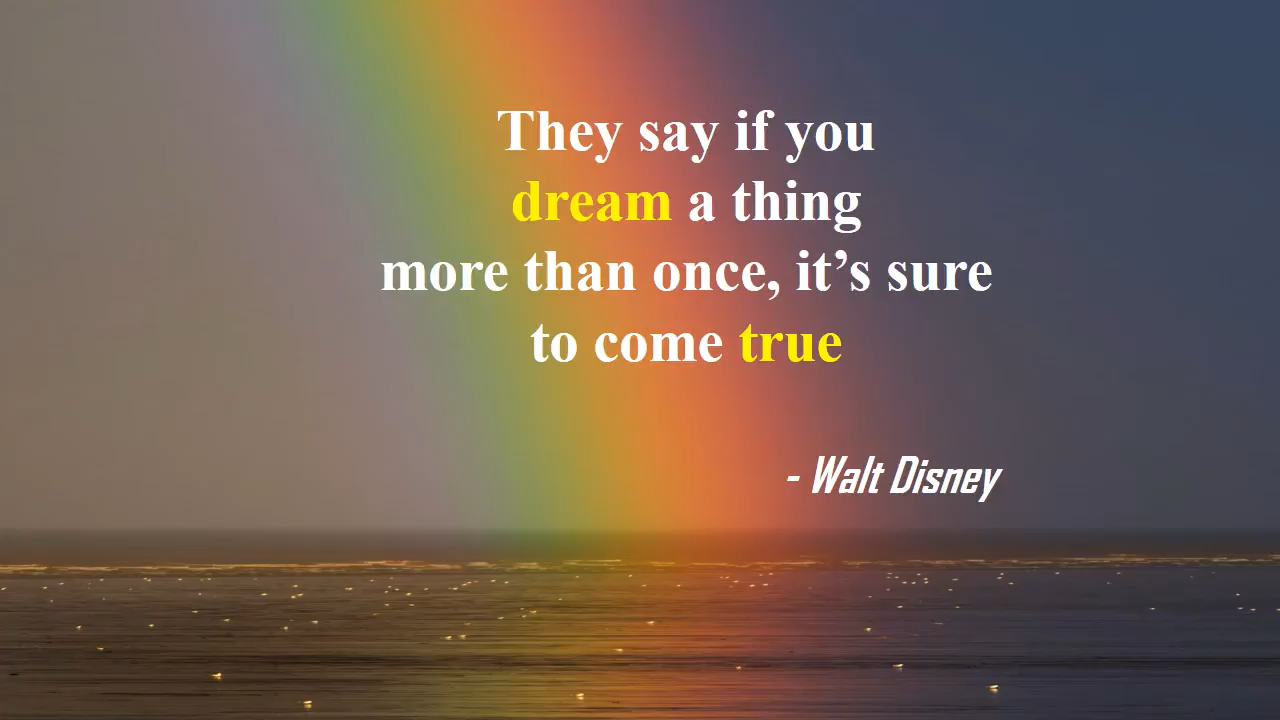 They say if you
dream a thing
more than once, it’s sure
to come true
- Walt Disney